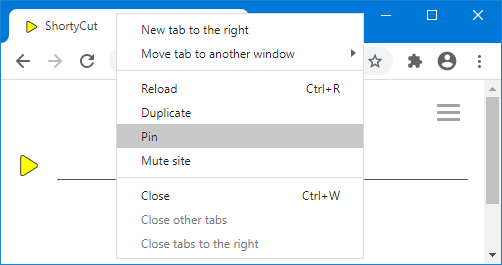 ShortyCut
New tab to the right
Move tab to another window
Reload Ctrl+R
Duplicate
Pin
Mute site
Close Ctrl+W
Close other tabs
Close tabs to the right